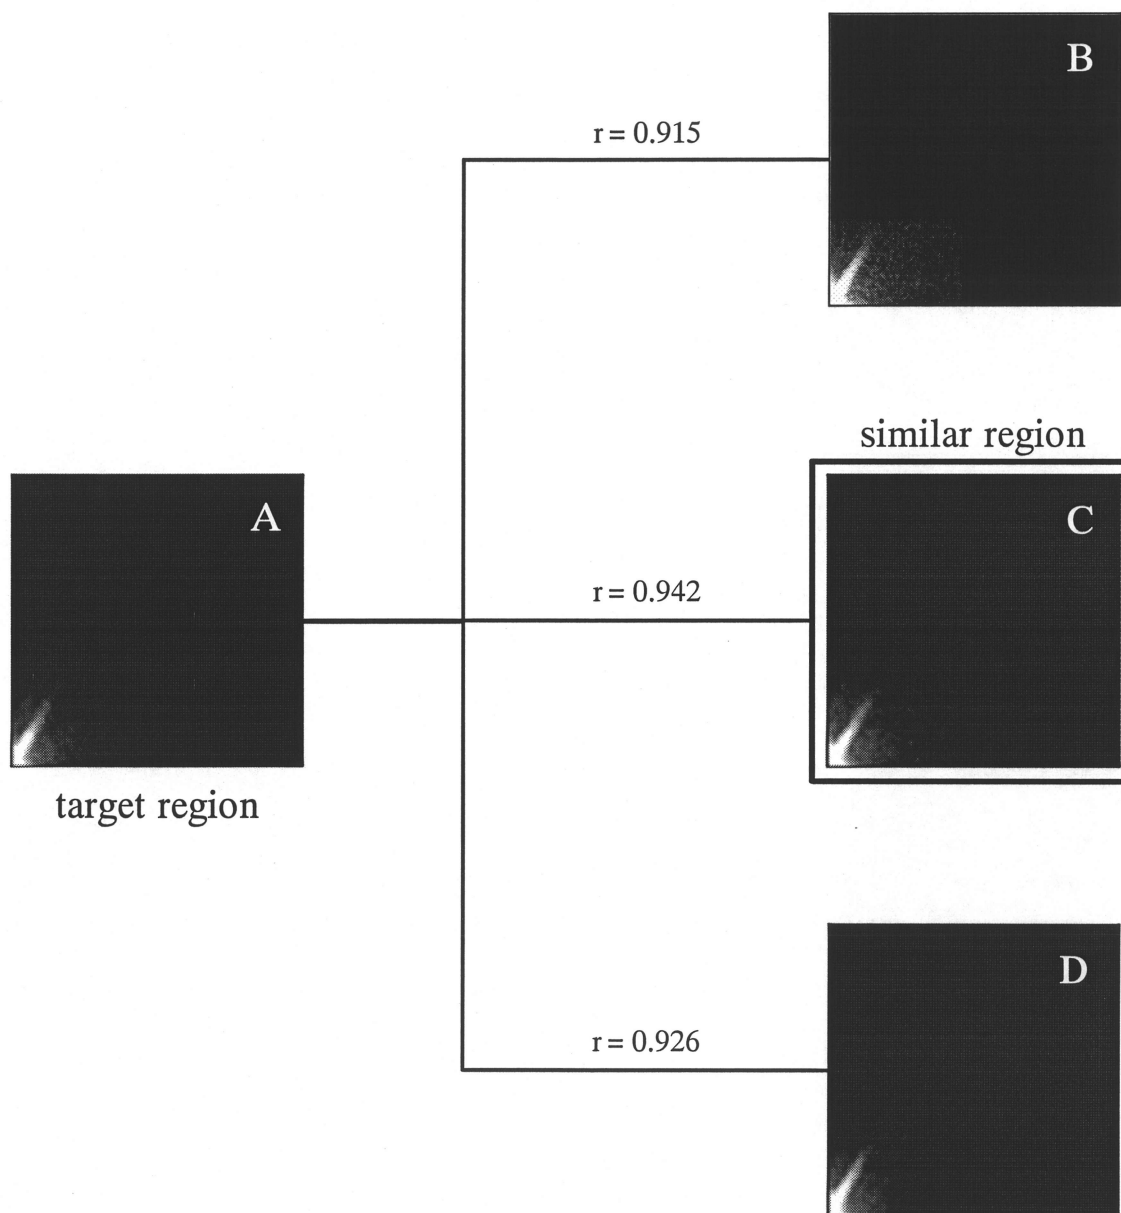 B
r = 0.915
similar region
A
C
r = 0.942
target region
D
r = 0.926